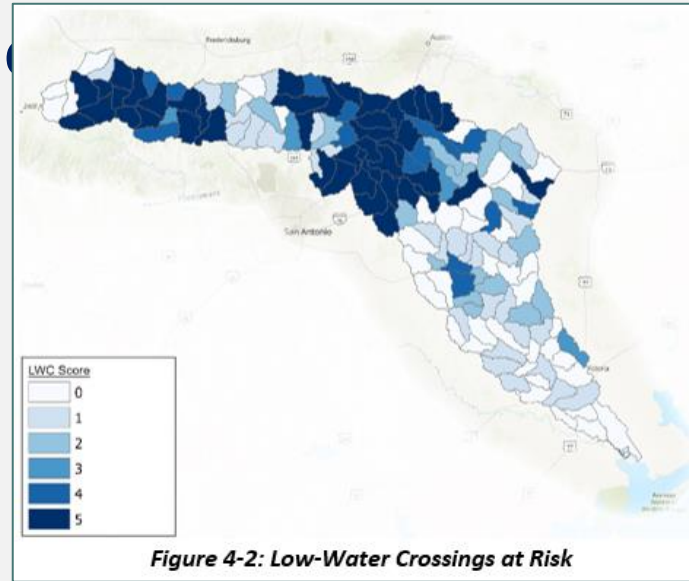 Fredericksburg
Austin
San Antonio
Victoria
LWC Score
0
1
2
3
4
5
Figure 4-2: Low-Water Crossings at Risk